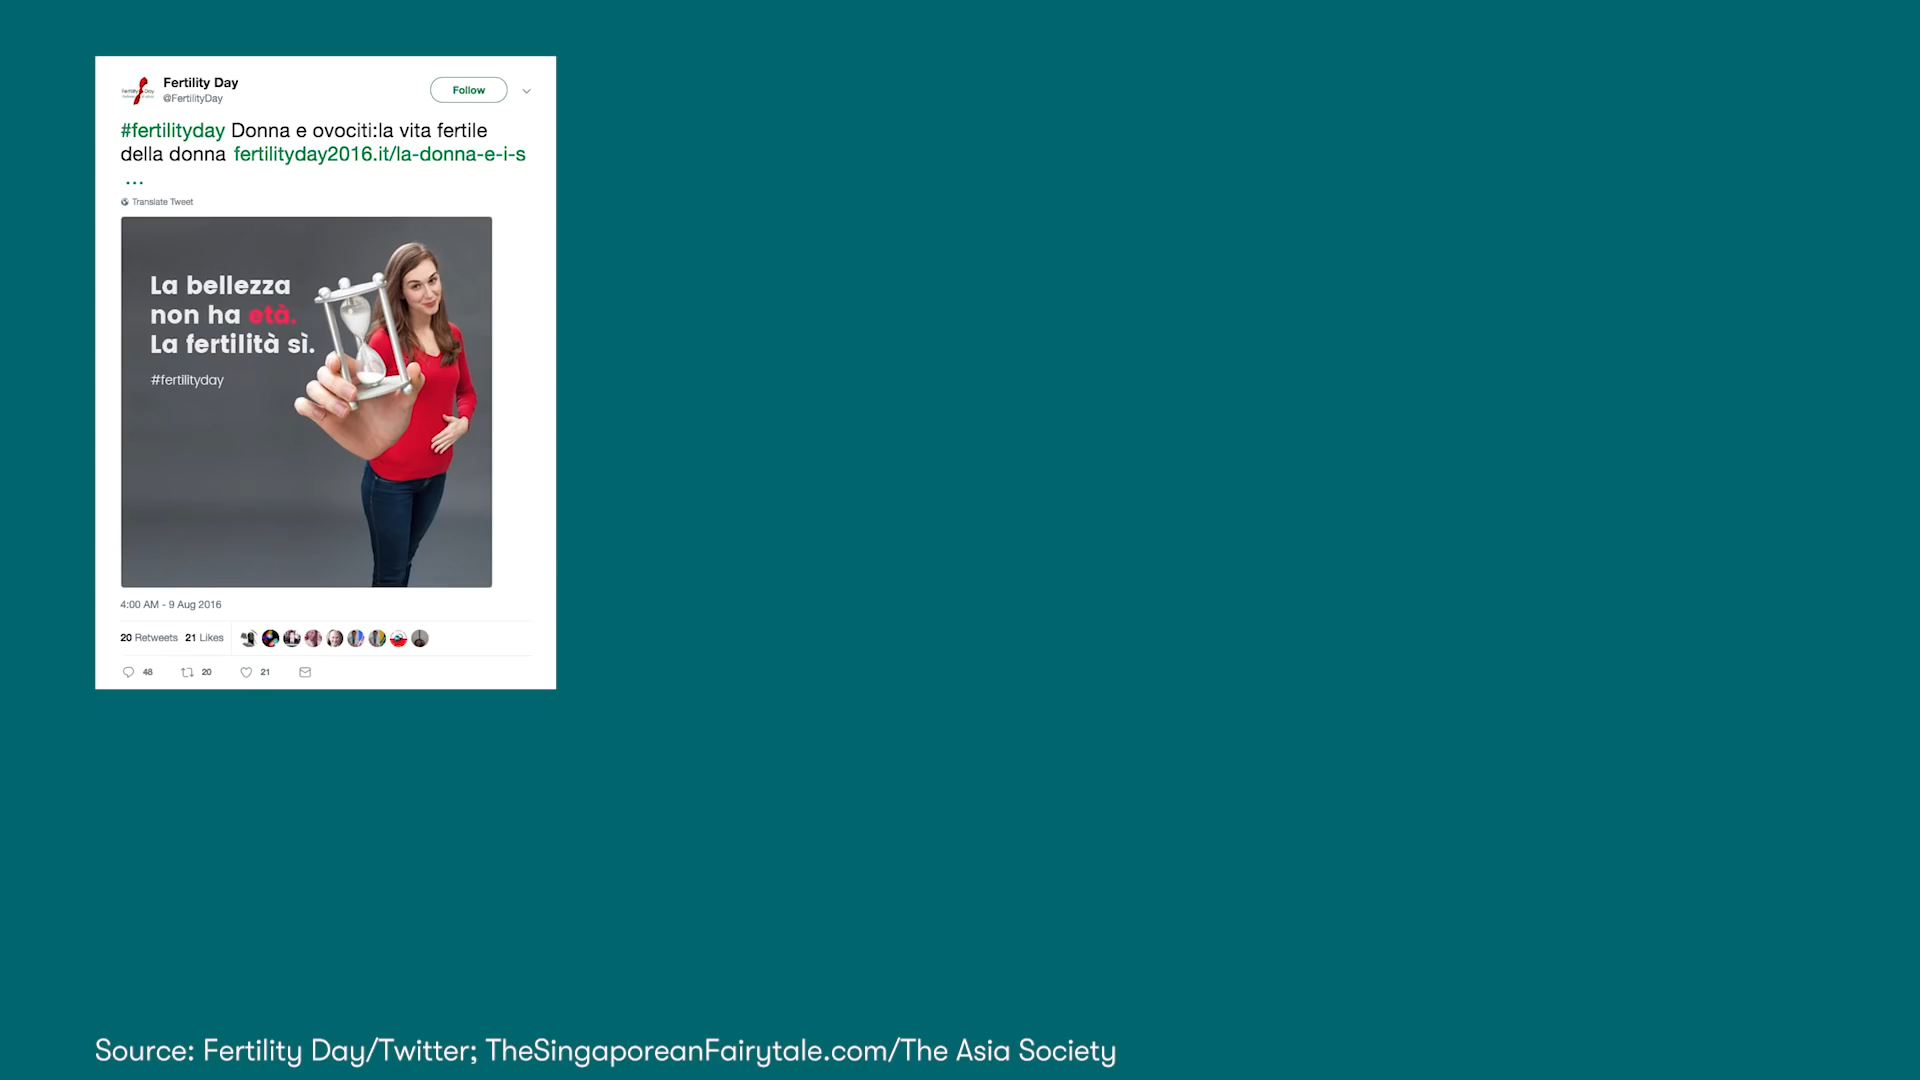 Fertility Day
@FertilityDay
Follow
#fertilityday Donna e ovociti:la vita fertile
della donna fertilityday2016.it/la-donna-e-i-s
...
Translate Tweet
La bellezza
non ha età.
La fertilità sì.
#fertilityday
4:00 AM - 9 Aug 2016
20 Retweets 21 Likes
48 20 21
Source: Fertility Day/Twitter; TheSingaporeanFairytale.com/The Asia Society